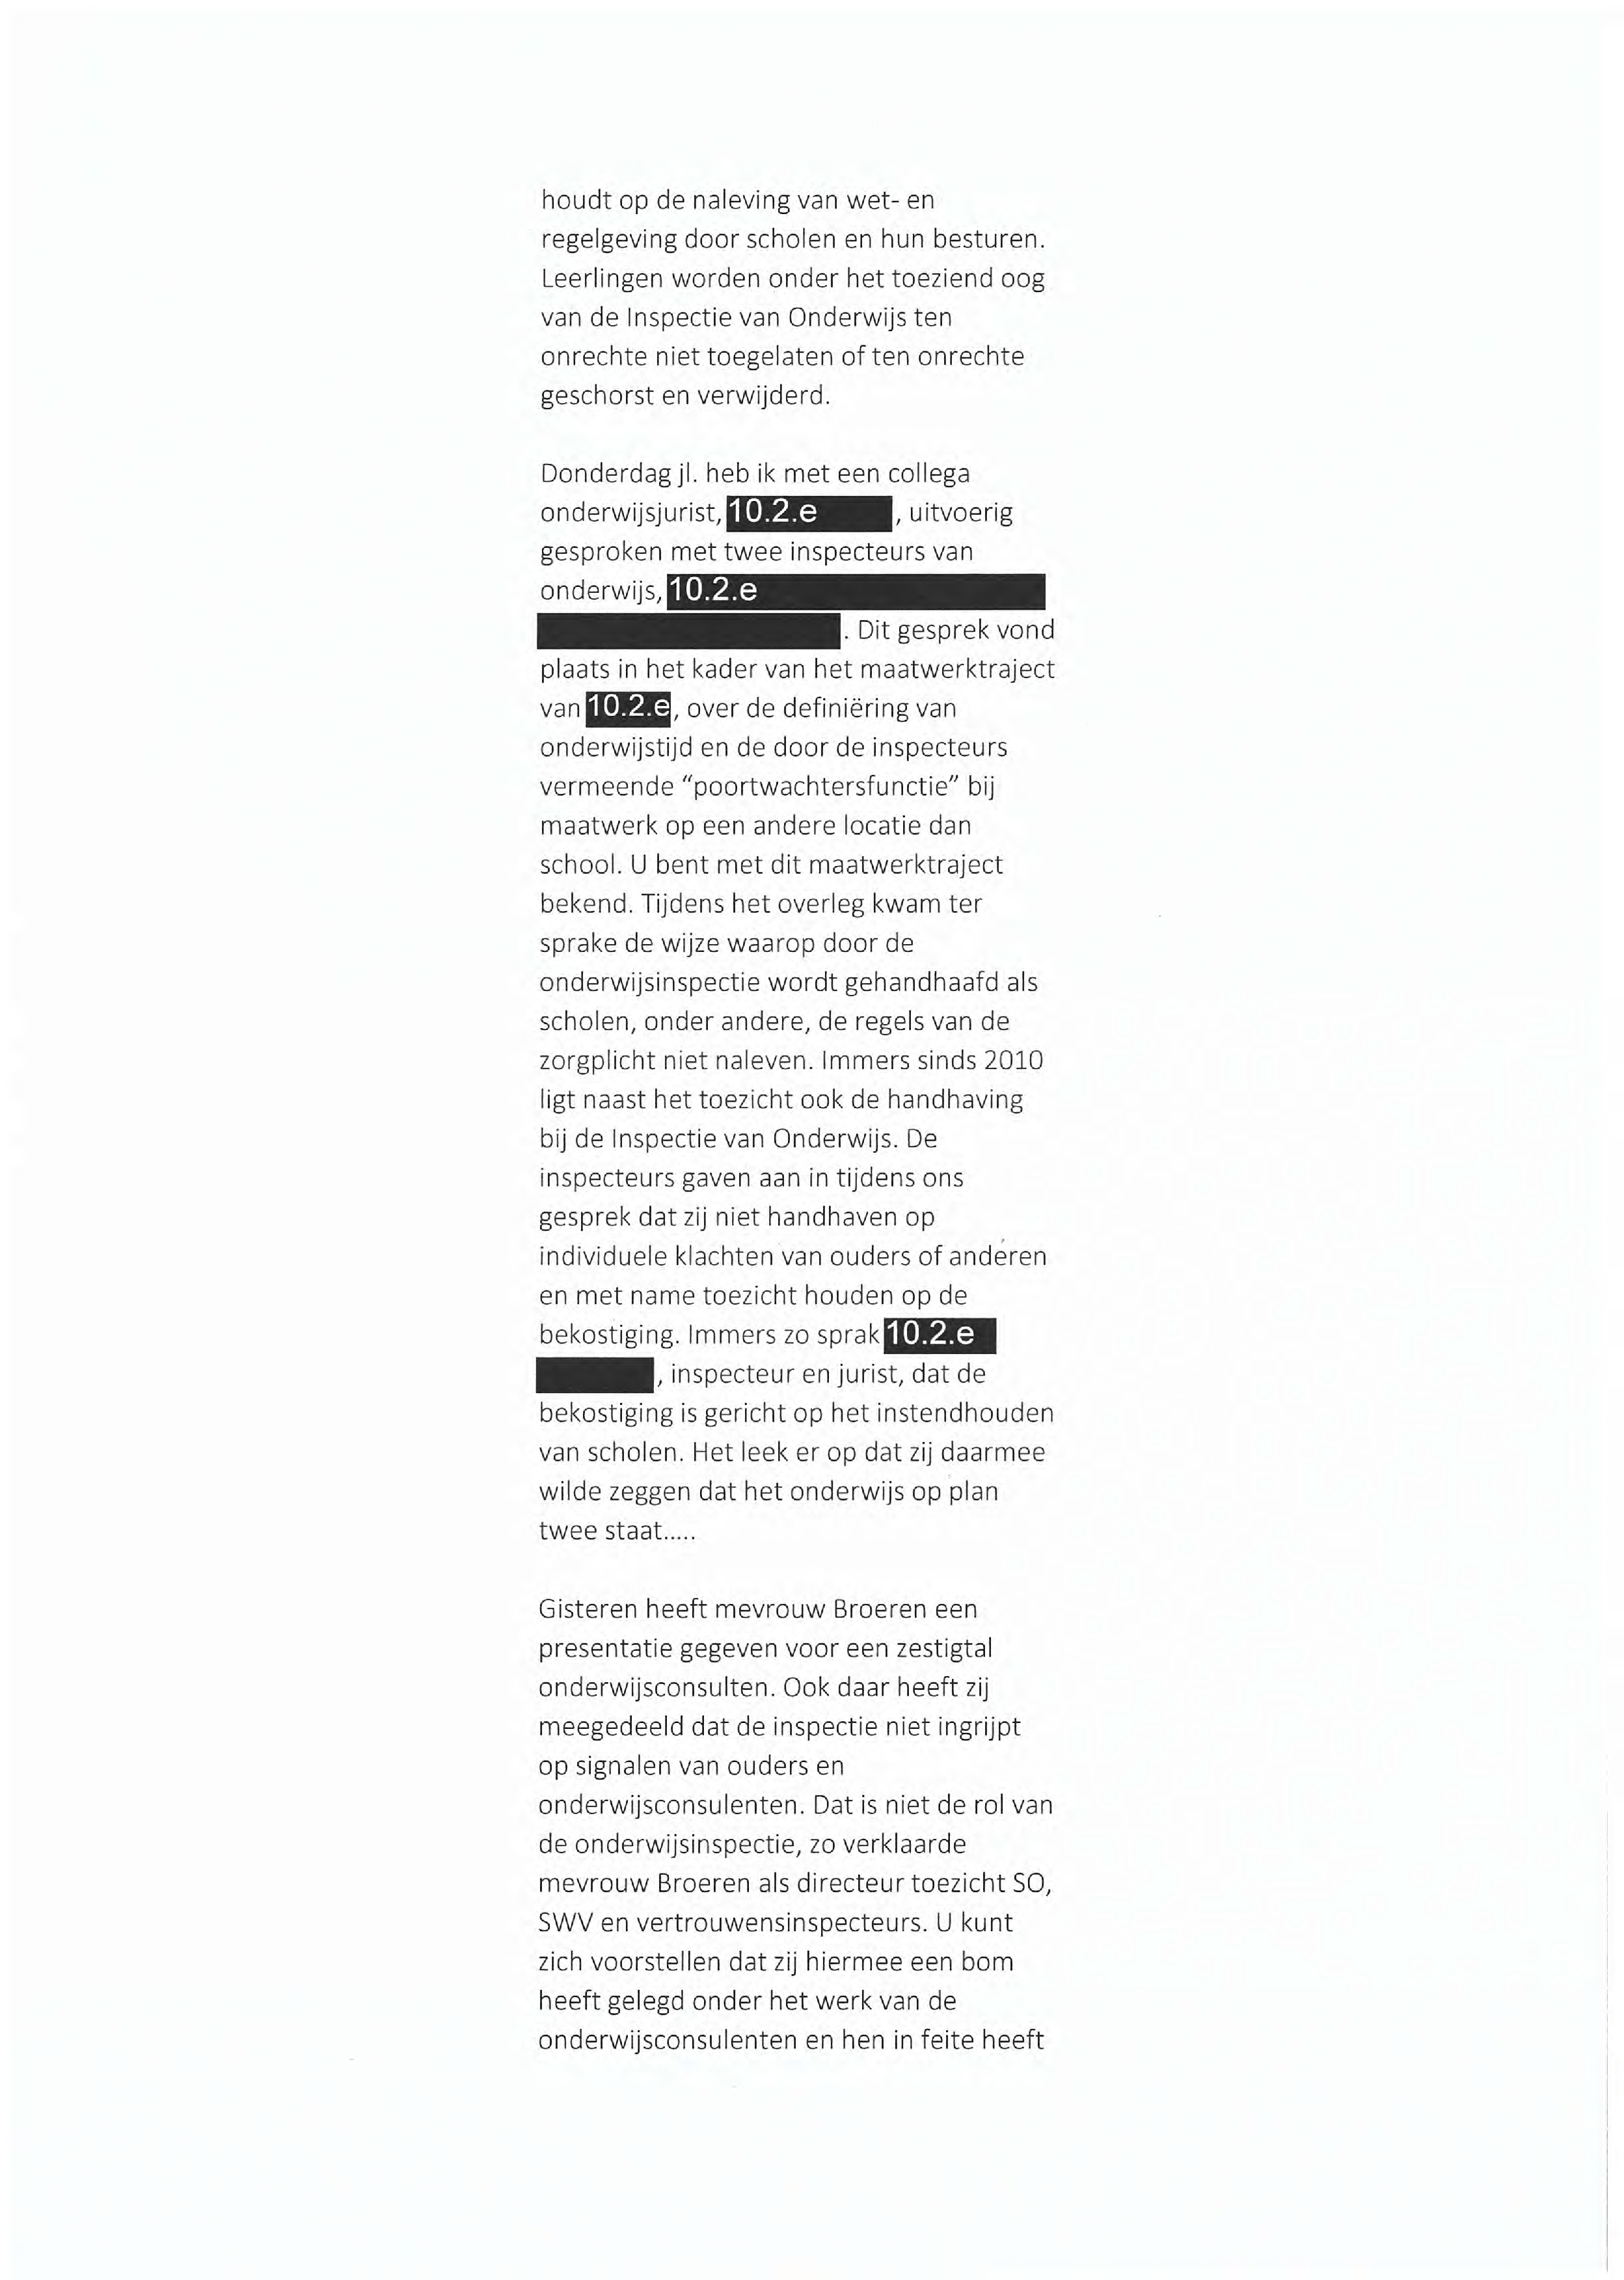 houdt op de naleving van wet- en
regelgeving door scholen en hun besturen.
Leerlingen worden onder het toeziend oog
van de Inspectie van Onderwijs ten
onrechte niet toegelaten of ten onrechte
geschorst en verwijderd.
Donderdag jl. heb ik met een collega
onderwijsjurist, 10.2.e , uitvoerig
gesproken met twee inspecteurs van
onderwijs, 10.2.e
. Dit gesprek vond
plaats in het kader van het maatwerktraject
van 10.2.e, over de definiëring van
onderwijstijd en de door de inspecteurs
vermeende “poortwachtersfunctie” bij
maatwerk op een andere locatie dan
school. U bent met dit maatwerktraject
bekend. Tijdens het overleg kwam ter
sprake de wijze waarop door de
onderwijsinspectie wordt gehandhaafd als
scholen, onder andere, de regels van de
zorgplicht niet naleven. Immers sinds 2010
ligt naast het toezicht ook de handhaving
bij de Inspectie van Onderwijs. De
inspecteurs gaven aan in tijdens ons
gesprek dat zij niet handhaven op
individuele klachten van ouders of anderen
en met name toezicht houden op de
bekostiging. Immers zo sprak 10.2.e
, inspecteur en jurist, dat de
bekostiging is gericht op het instendhouden
van scholen. Het leek er op dat zij daarmee
wilde zeggen dat het onderwijs op plan
twee staat.....
Gisteren heeft mevrouw Broeren een
presentatie gegeven voor een zestigtal
onderwijsconsulten. Ook daar heeft zij
meegedeeld dat de inspectie niet ingrijpt
op signalen van ouders en
onderwijsconsulenten. Dat is niet de rol van
de onderwijsinspectie, zo verklaarde
mevrouw Broeren als directeur toezicht SO,
SWV en vertrouwensinspecteurs. U kunt
zich voorstellen dat zij hiermee een bom
heeft gelegd onder het werk van de
onderwijsconsulenten en hen in feite heeft